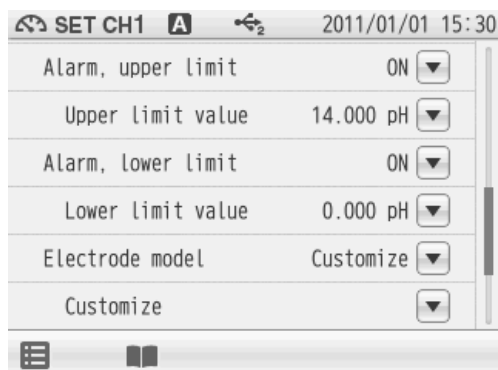 SET CH1 A 2 2011/01/01 15:30
Alarm, upper limit ON
Upper limit value 14.000 pH
Alarm, lower limit ON
Lower limit value 0.000 pH
Electrode model Customize
Customize